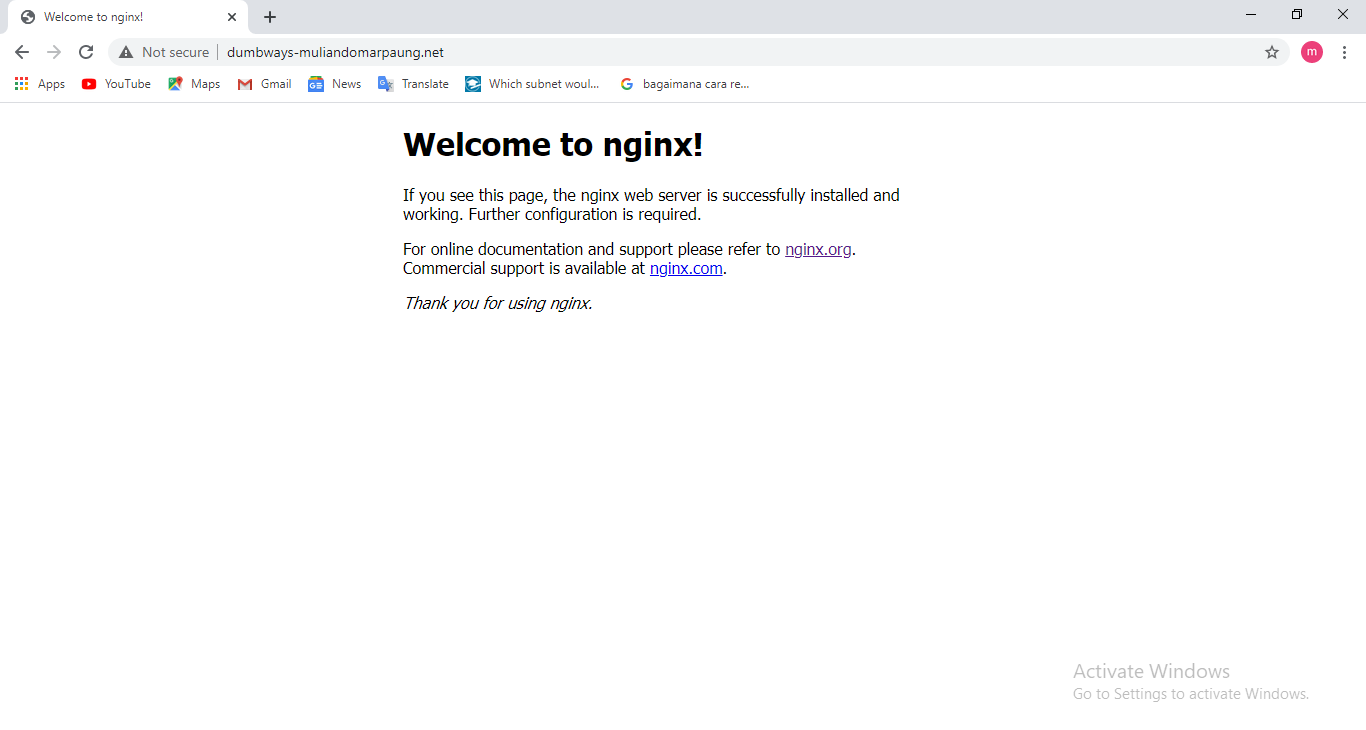 Welcome to nginx!
Not secure dumbways-muliandomarpaung.net m
Apps YouTube Maps Gmail News Translate Which subnet woul... bagaimana cara re...
Welcome to nginx!
If you see this page, the nginx web server is successfully installed and
working. Further configuration is required.
For online documentation and support please refer to nginx.org.
Commercial support is available at nginx.com.
Thank you for using nginx.
Activate Windows
Go to Settings to activate Windows.